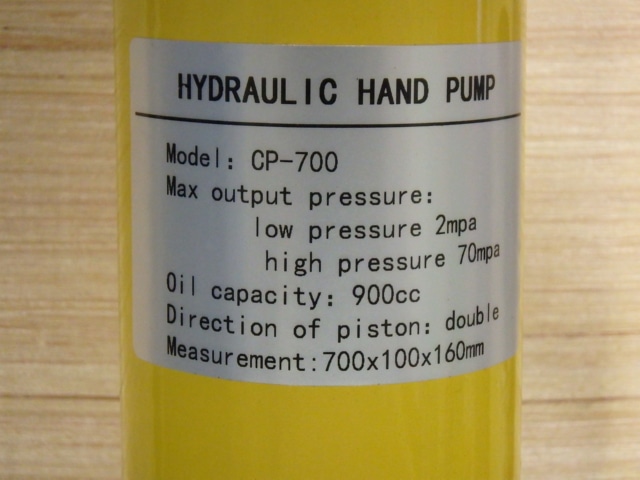 HYDRAULIC HAND PUMP
Model: CP-700
Max output pressure:
low pressure 2mpa
high pressure 70mpa
Oil capacity: 900cc
Direction of piston: double
Measurement:700x100x160mm